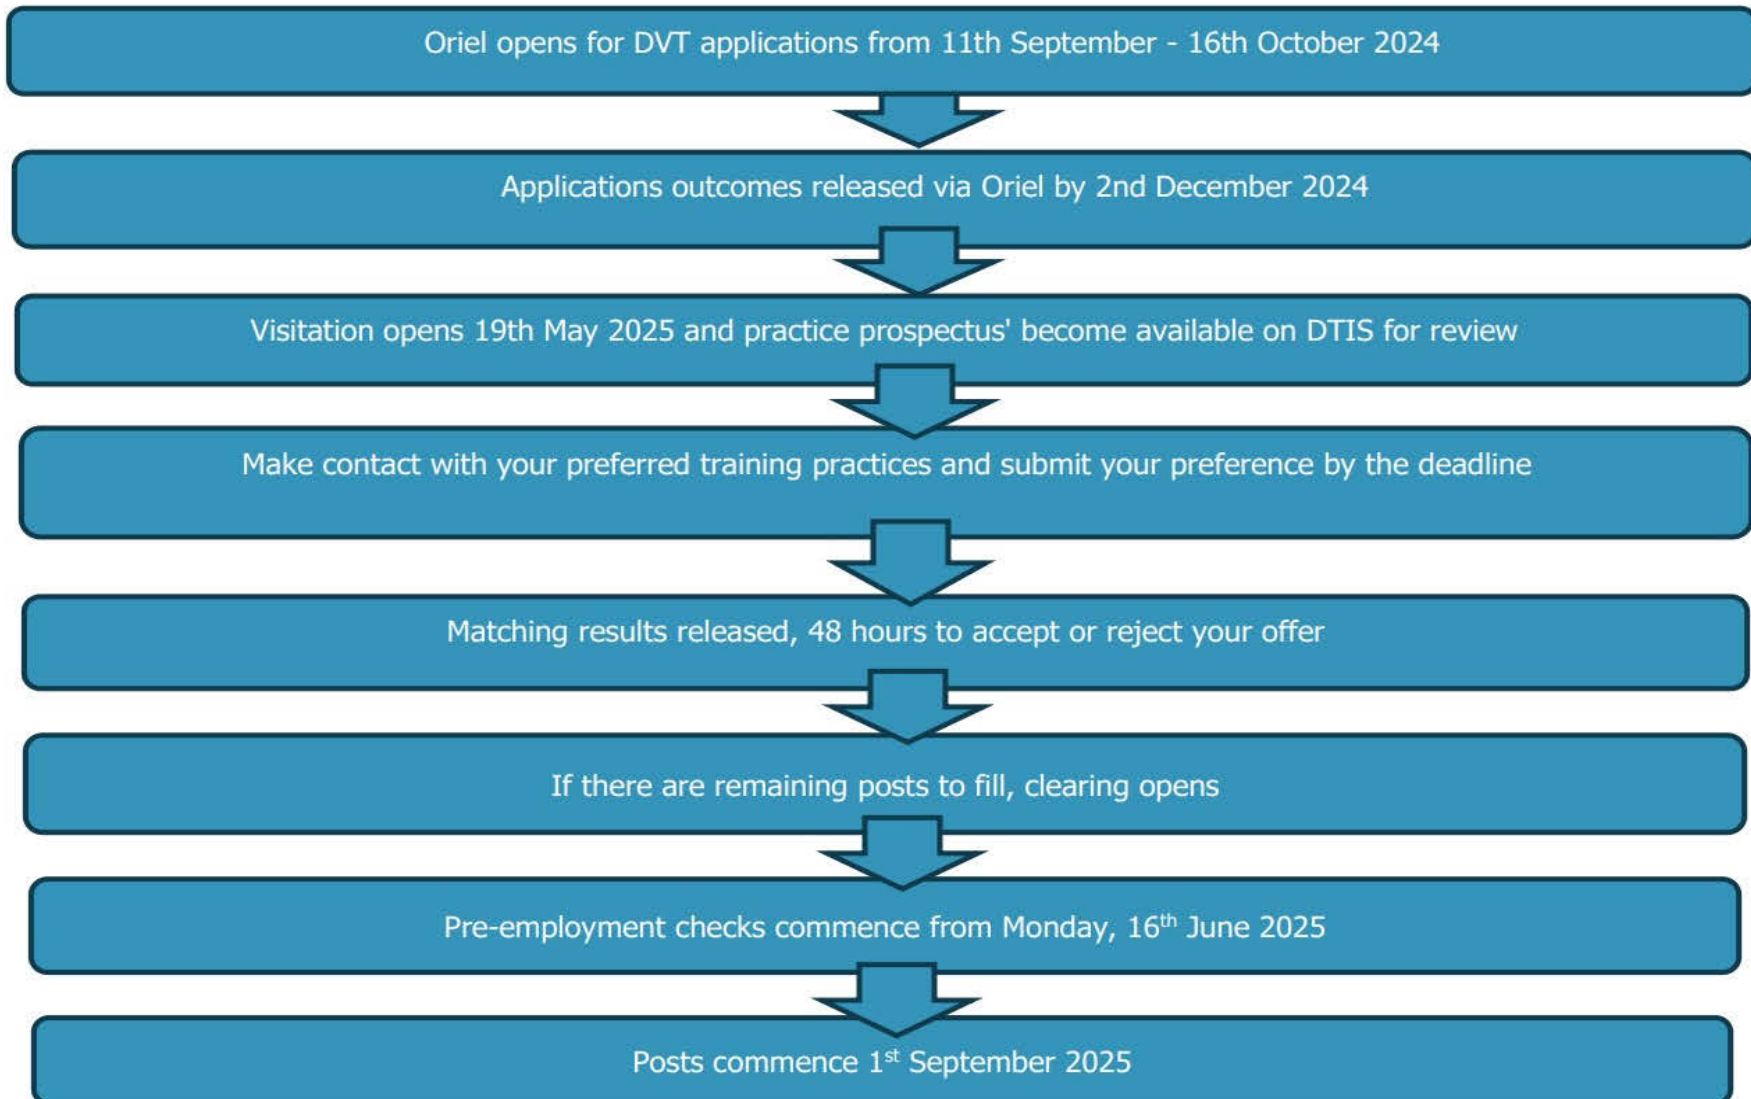 Oriel opens for DVT applications from 11th September - 16th October 2024
Applications outcomes released via Oriel by 2nd December 2024
Visitation opens 19th May 2025 and practice prospectus' become available on DTIS for review
Make contact with your preferred training practices and submit your preference by the deadline
Matching results released, 48 hours to accept or reject your offer
If there are remaining posts to fill, clearing opens
Pre-employment checks commence from Monday, 16th June 2025
Posts commence 1st September 2025